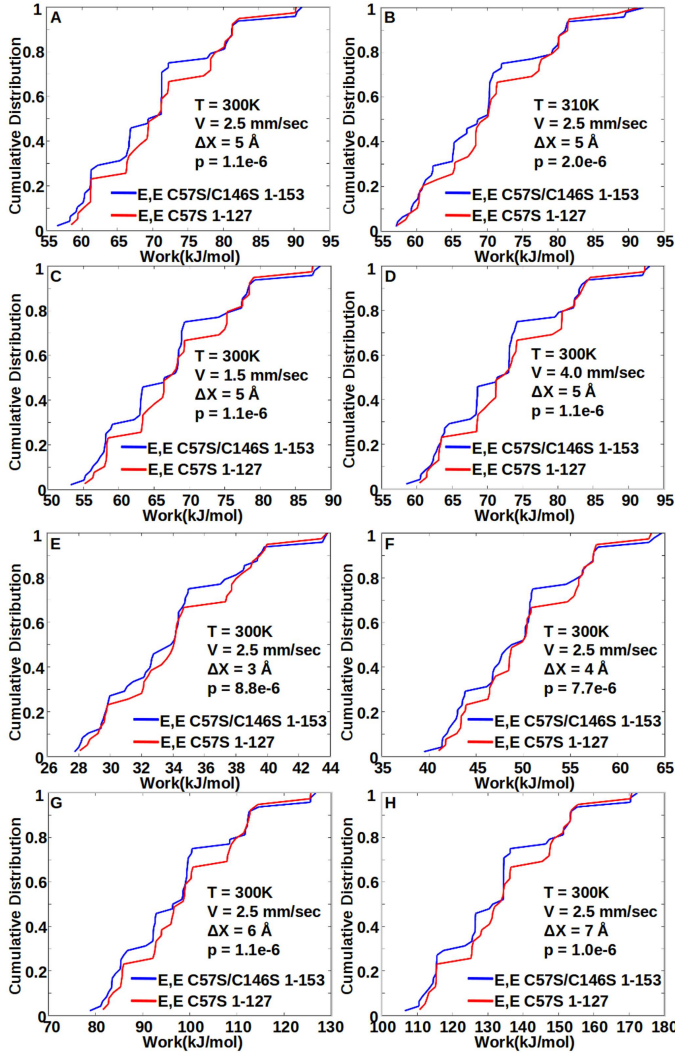 A
Cumulative Distribution
1
0.8
0.6
0.4
0.2
0
T = 300K
V = 2.5 mm/sec
ΔX = 5 Å
p = 1.1e-6
E,E C57S/C146S 1-153
E,E C57S 1-127
55 60 65 70 75 80 85 90 95
Work(kJ/mol)
B
Cumulative Distribution
1
0.8
0.6
0.4
0.2
0
T = 310K
V = 2.5 mm/sec
ΔX = 5 Å
p = 2.0e-6
E,E C57S/C146S 1-153
E,E C57S 1-127
55 60 65 70 75 80 85 90 95
Work(kJ/mol)
C
Cumulative Distribution
1
0.8
0.6
0.4
0.2
0
T = 300K
V = 1.5 mm/sec
ΔX = 5 Å
p = 1.1e-6
E,E C57S/C146S 1-153
E,E C57S 1-127
50 55 60 65 70 75 80 85 90
Work(kJ/mol)
D
Cumulative Distribution
1
0.8
0.6
0.4
0.2
0
T = 300K
V = 4.0 mm/sec
ΔX = 5 Å
p = 1.1e-6
E,E C57S/C146S 1-153
E,E C57S 1-127
55 60 65 70 75 80 85 90 95
Work(kJ/mol)
E
Cumulative Distribution
1
0.8
0.6
0.4
0.2
0
T = 300K
V = 2.5 mm/sec
ΔX = 3 Å
p = 8.8e-6
E,E C57S/C146S 1-153
E,E C57S 1-127
26 28 30 32 34 36 38 40 42 44
Work(kJ/mol)
F
Cumulative Distribution
1
0.8
0.6
0.4
0.2
0
T = 300K
V = 2.5 mm/sec
ΔX = 4 Å
p = 7.7e-6
E,E C57S/C146S 1-153
E,E C57S 1-127
35 40 45 50 55 60 65
Work(kJ/mol)
G
Cumulative Distribution
1
0.8
0.6
0.4
0.2
0
T = 300K
V = 2.5 mm/sec
ΔX = 6 Å
p = 1.1e-6
E,E C57S/C146S 1-153
E,E C57S 1-127
70 80 90 100 110 120 130
Work(kJ/mol)
H
Cumulative Distribution
1
0.8
0.6
0.4
0.2
0
T = 300K
V = 2.5 mm/sec
ΔX = 7 Å
p = 1.0e-6
E,E C57S/C146S 1-153
E,E C57S 1-127
100 110 120 130 140 150 160 170 180
Work(kJ/mol)